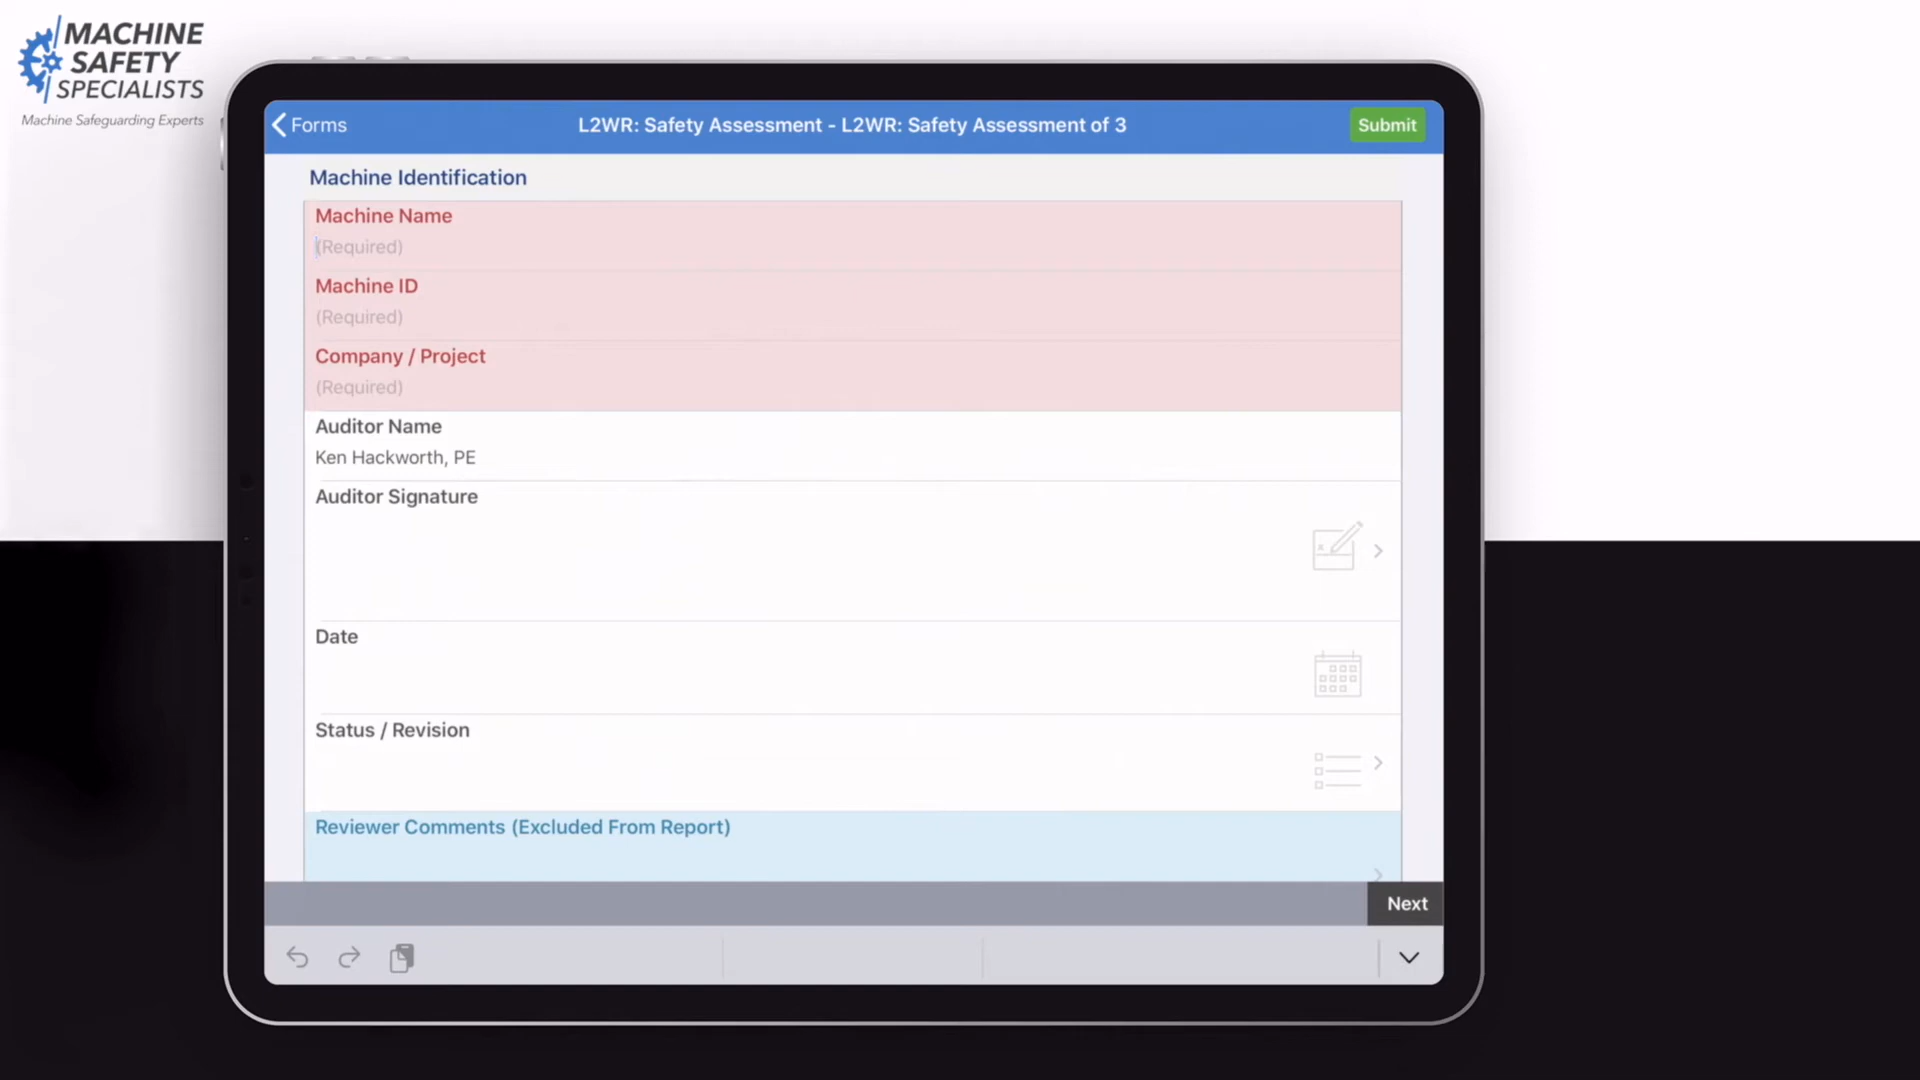 MACHINE
SAFETY
SPECIALISTS
Machine Safeguarding Experts
Forms
L2WR: Safety Assessment - L2WR: Safety Assessment of 3
Submit
Machine Identification
Machine Name
(Required)
Machine ID
(Required)
Company / Project
(Required)
Auditor Name
Ken Hackworth, PE
Auditor Signature
Date
Status / Revision
Reviewer Comments (Excluded From Report)
Next